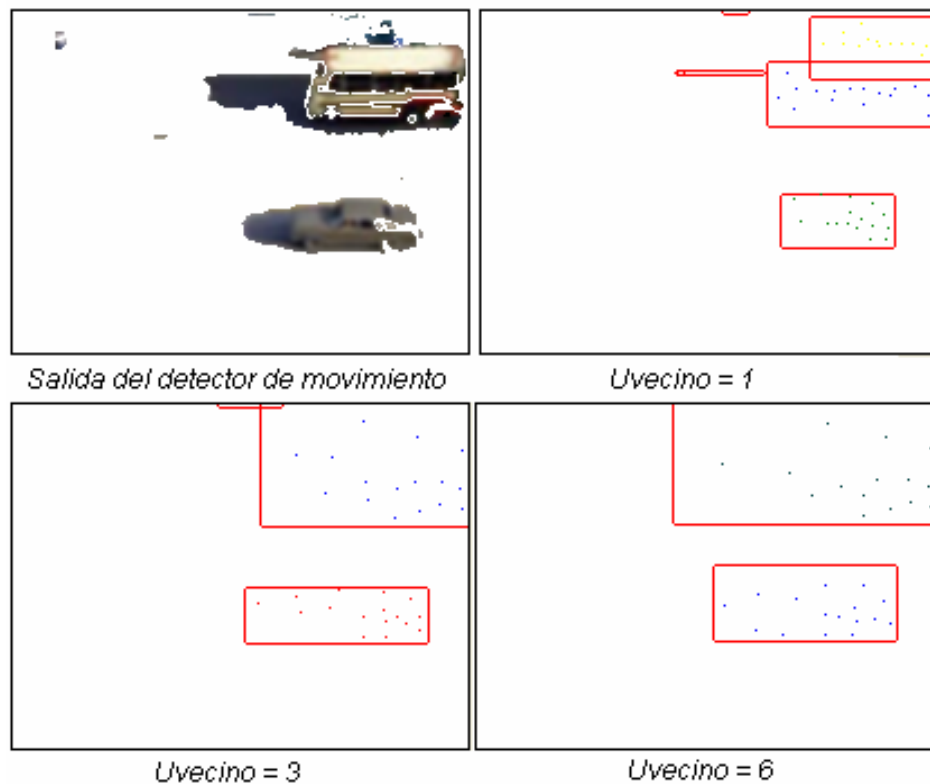 Salida del detector de movimiento
Uvecino = 1
Uvecino = 3
Uvecino = 6